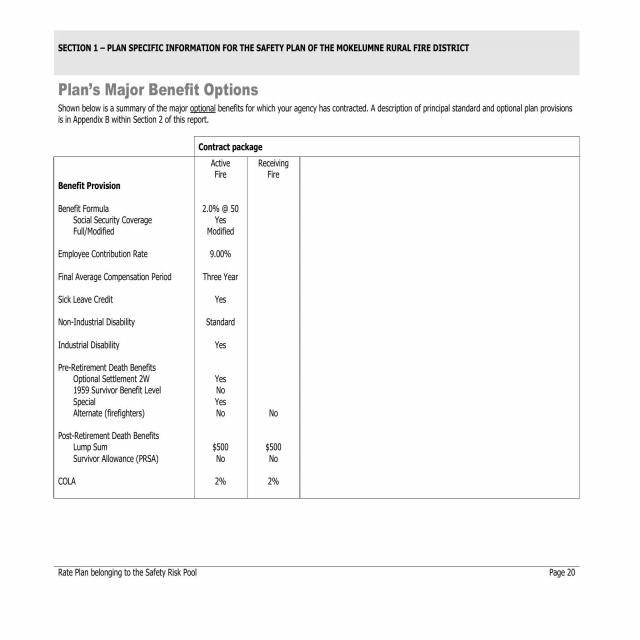 SECTION 1 – PLAN SPECIFIC INFORMATION FOR THE SAFETY PLAN OF THE MOKELUMNE RURAL FIRE DISTRICT
Plan's Major Benefit Options
Shown below is a summary of the major optional benefits for which your agency has contracted. A description of principal standard and optional plan provisions
is in Appendix B within Section 2 of this report.
Contract package
Active Receiving
Fire Fire
Benefit Provision
Benefit Formula 2.0% @ 50
Social Security Coverage Yes
Full/Modified Modified
Employee Contribution Rate 9.00%
Final Average Compensation Period Three Year
Sick Leave Credit Yes
Non-Industrial Disability Standard
Industrial Disability Yes
Pre-Retirement Death Benefits
Optional Settlement 2W Yes
1959 Survivor Benefit Level No
Special Yes
Alternate (firefighters) No No
Post-Retirement Death Benefits
Lump Sum $500 $500
Survivor Allowance (PRSA) No No
COLA 2% 2%
Rate Plan belonging to the Safety Risk Pool Page 20